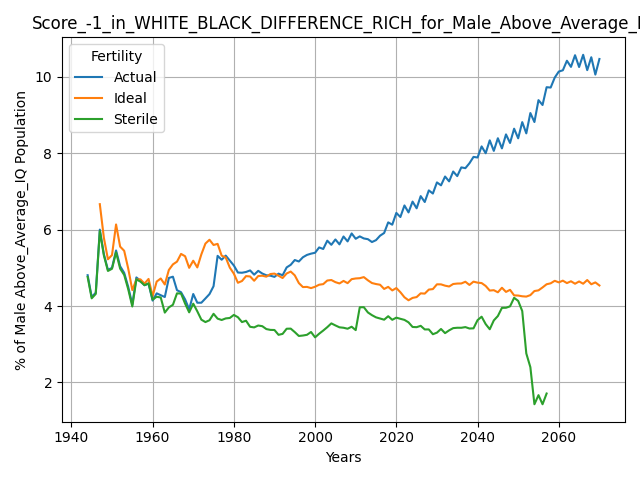 Score_-1_in_WHITE_BLACK_DIFFERENCE_RICH_for_Male_Above_Average_
Fertility
Actual
Ideal
Sterile
% of Male Above_Average_IQ Population
10
8
6
4
2
1940
1960
1980
2000
2020
2040
2060
Years